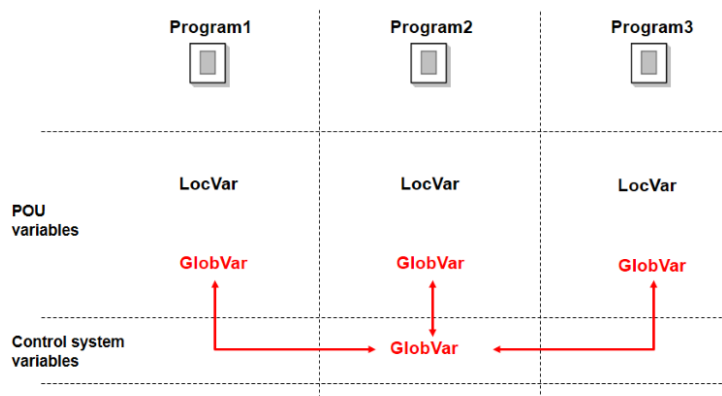 Program1
Program2
Program3
LocVar
LocVar
LocVar
POU
variables
GlobVar
GlobVar
GlobVar
Control system
variables
GlobVar